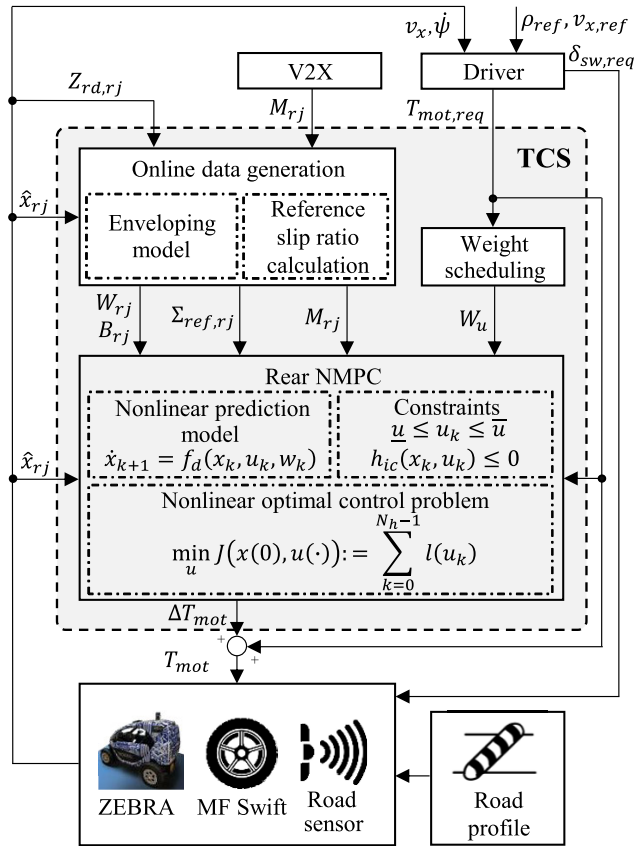 v_x, ψ̇
ρ_ref, v_x,ref
δ_sw,req
V2X
Driver
Z_rd,rj
M_rj
T_mot,req
TCS
Online data generation
x̂_rj
Enveloping
model
Reference
slip ratio
calculation
Weight
scheduling
W_rj
B_rj
Σ_ref,rj
M_rj
W_u
Rear NMPC
Nonlinear prediction
model
ẋ_k+1 = f_d(x_k, u_k, w_k)
Constraints
u̲ ≤ u_k ≤ u̅
h_ic(x_k, u_k) ≤ 0
x̂_rj
Nonlinear optimal control problem
min_u J(x(0), u(·)) := ∑_{k=0}^{N_h−1} l(u_k)
ΔT_mot
+
+
T_mot
ZEBRA
MF Swift
Road
sensor
Road
profile